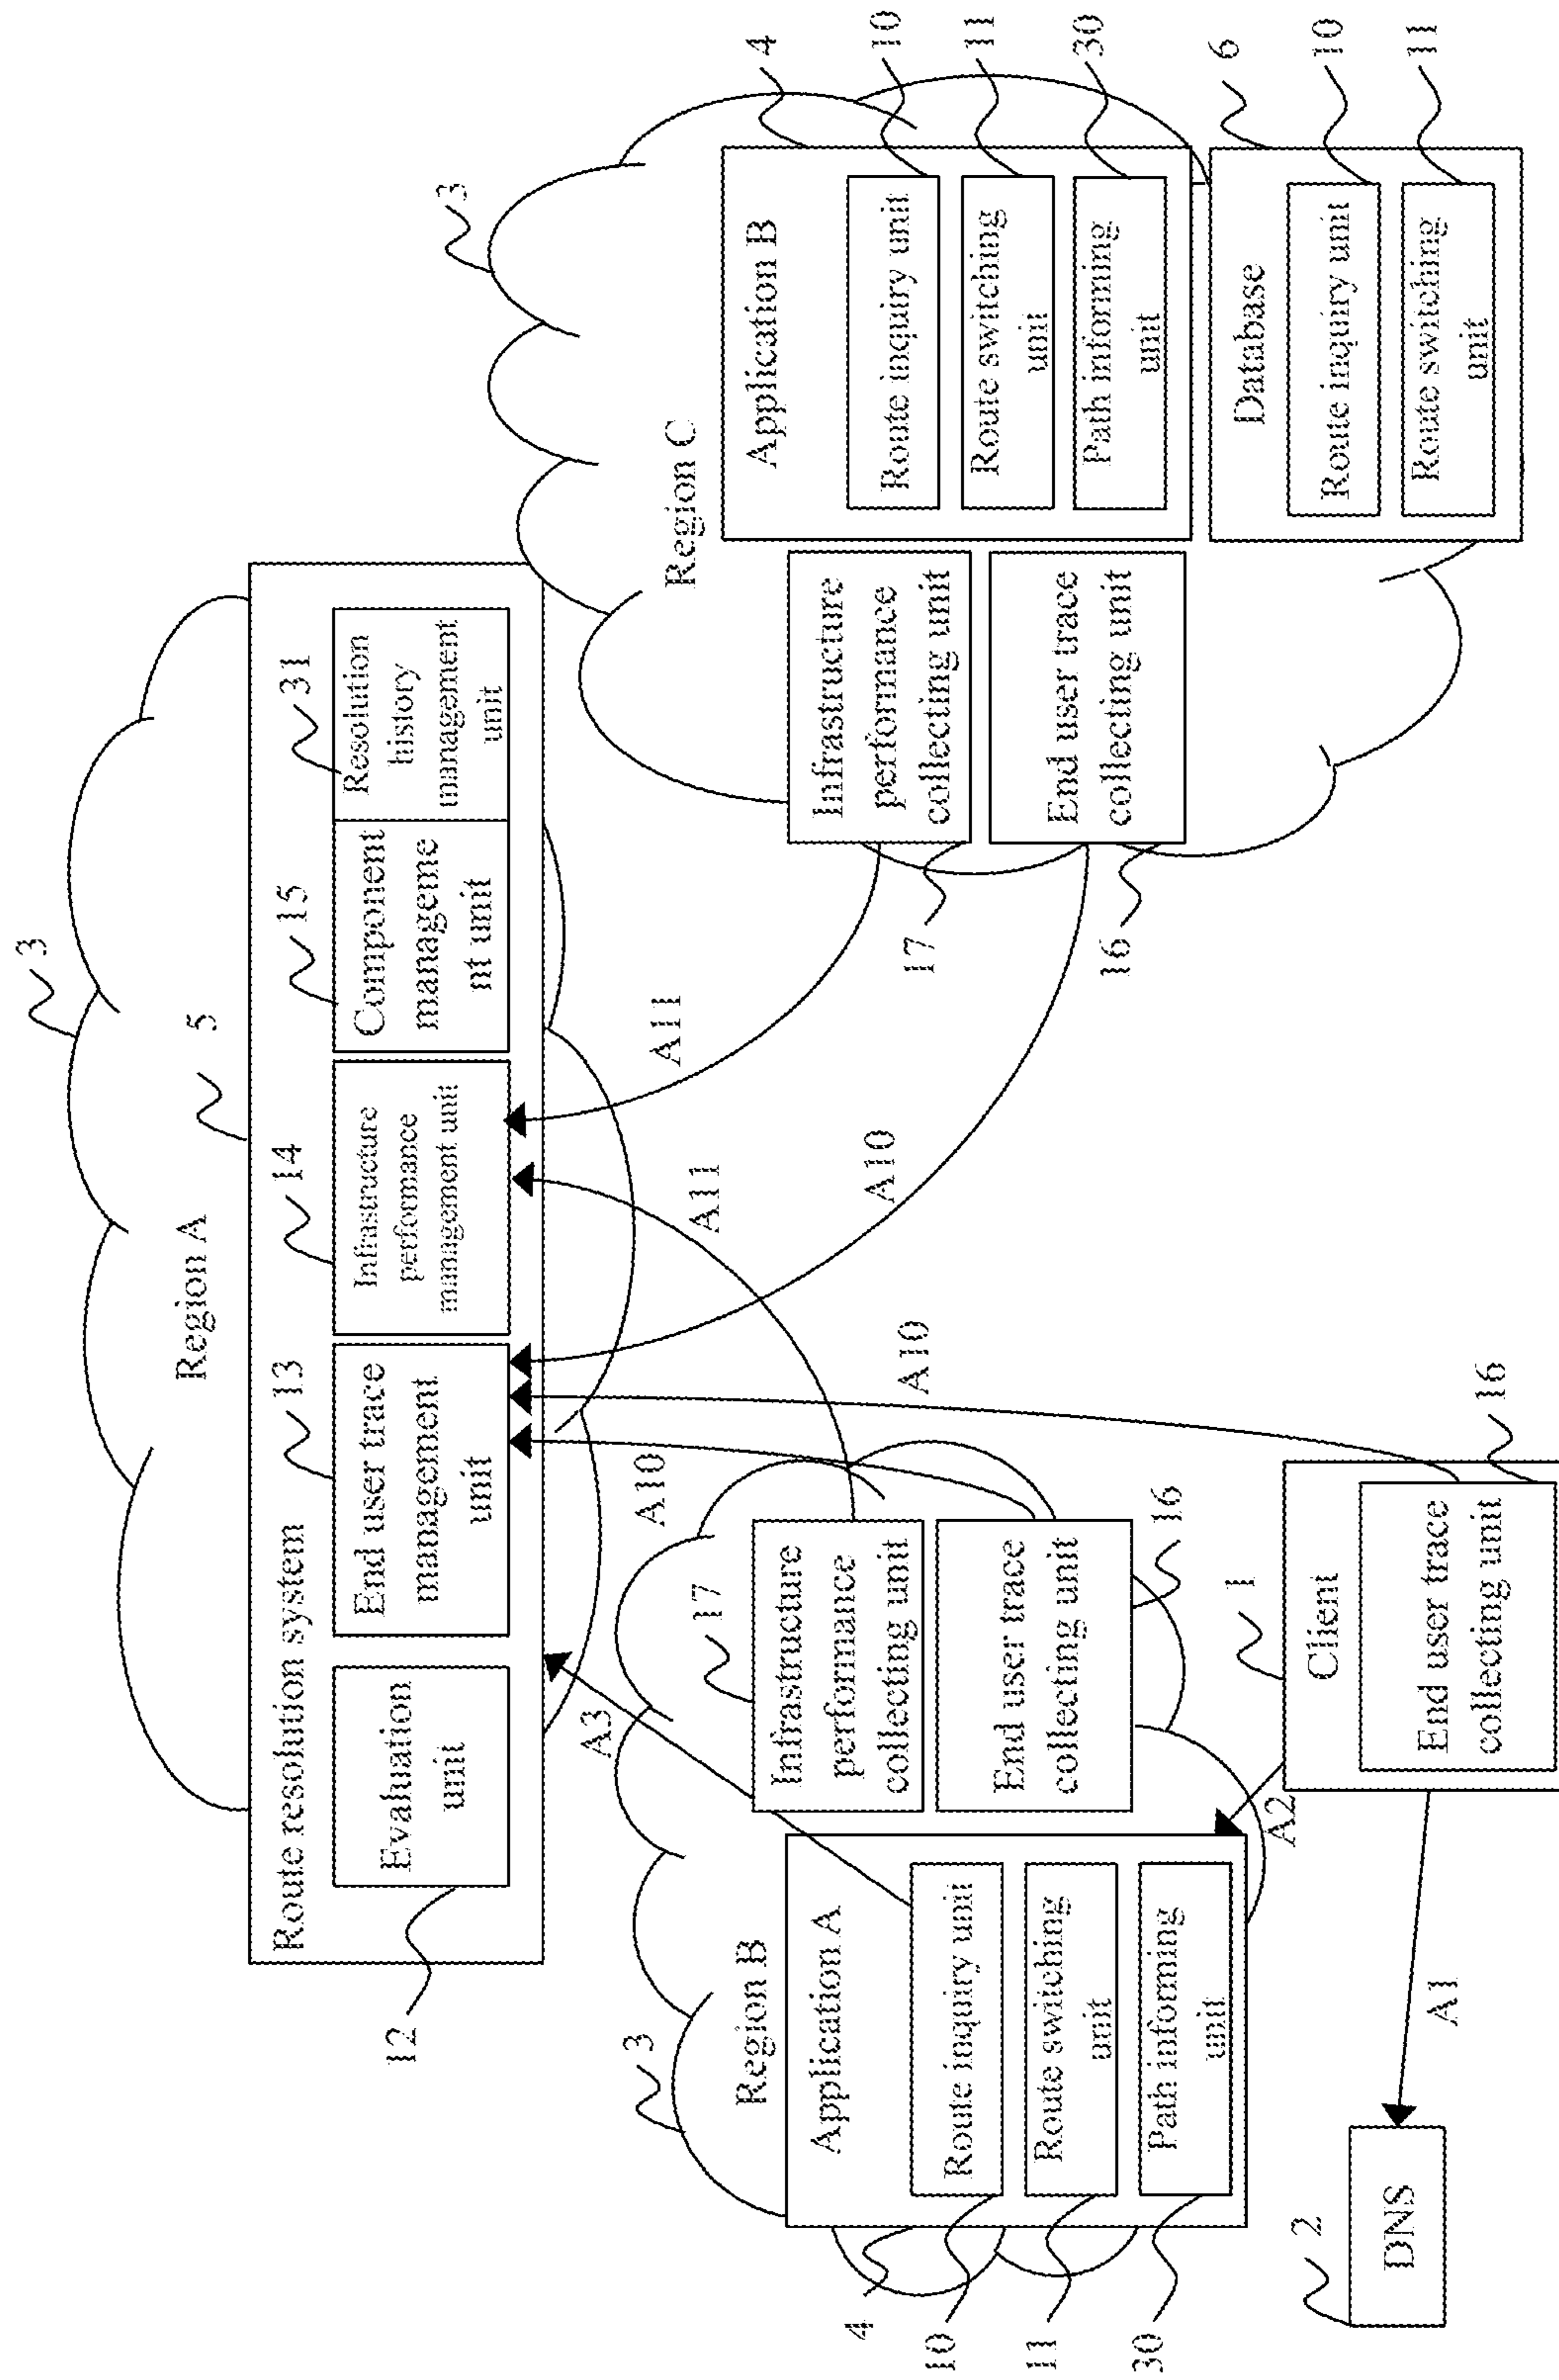 3
Region A
5
Route resolution system
12
13
14
15
31
Evaluation
unit
End user trace
management
unit
Infrastructure
performance
management unit
Component
manageme
nt unit
Resolution
history
management
unit
A3
A10
A10
A11
A10
A11
3
Region B
17
Application A
Route inquiry unit
Route switching
unit
Path infoming
unit
4
10
11
30
Infrastructure
performance
collecting unit
End user trace
collecting unit
16
3
Region C
Infrastructure
performance
collecting unit
17
End user trace
collecting unit
16
Application B
4
Route inquiry unit
10
Route switching
unit
11
Path informing
unit
30
Database
6
Route inquiry unit
10
Route switching
unit
11
2
DNS
A1
A2
1
Client
End user trace
collecting unit
16